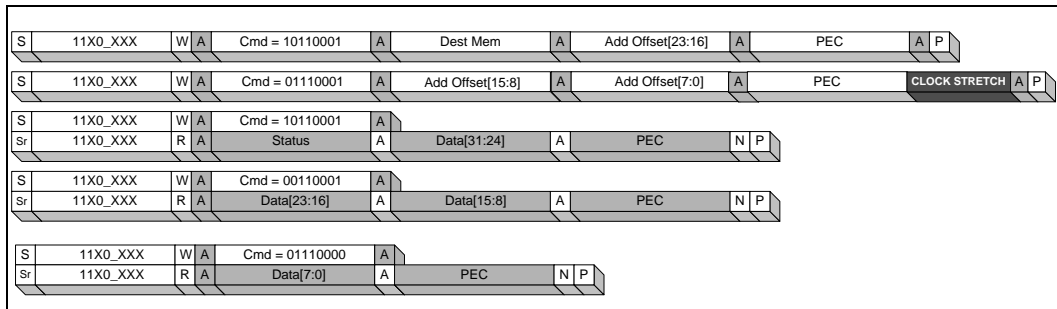 S 11X0_XXX W A Cmd = 10110001 A Dest Mem A Add Offset[23:16] A PEC A P
S 11X0_XXX W A Cmd = 01110001 A Add Offset[15:8] A Add Offset[7:0] A PEC CLOCK STRETCH A P
S 11X0_XXX W A Cmd = 10110001 A
Sr 11X0_XXX R A Status A Data[31:24] A PEC N P
S 11X0_XXX W A Cmd = 00110001 A
Sr 11X0_XXX R A Data[23:16] A Data[15:8] A PEC N P
S 11X0_XXX W A Cmd = 01110000 A
Sr 11X0_XXX R A Data[7:0] A PEC N P